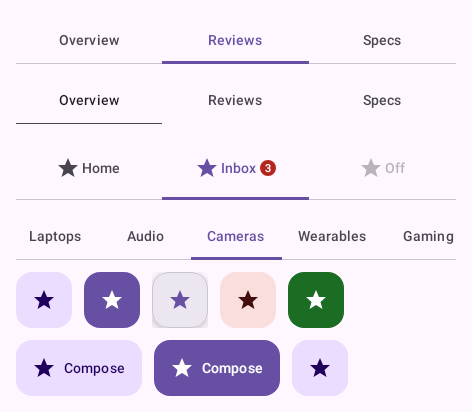 Overview Reviews Specs
Overview Reviews Specs
Home Inbox 3 Off
Laptops Audio Cameras Wearables Gaming
Compose Compose